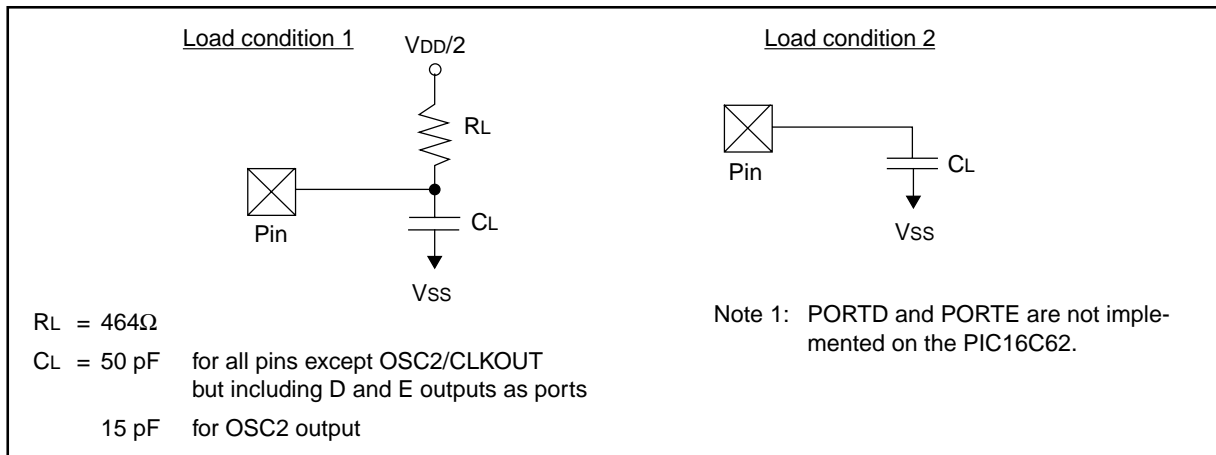 Load condition 1
VDD/2
RL
Pin
CL
VSS
RL = 464Ω
CL = 50 pF for all pins except OSC2/CLKOUT
but including D and E outputs as ports
15 pF for OSC2 output
Load condition 2
Pin
CL
VSS
Note 1: PORTD and PORTE are not imple-
mented on the PIC16C62.